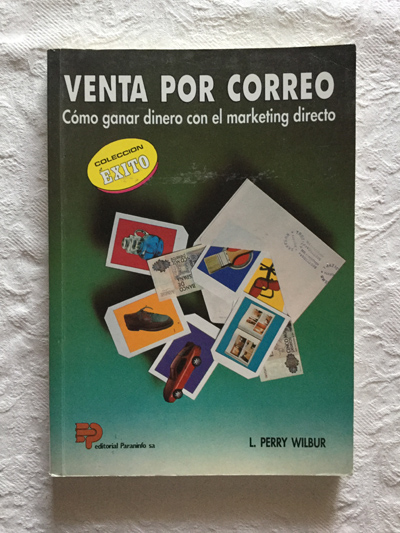 VENTA POR CORREO
Cómo ganar dinero con el marketing directo
COLECCION
EXITO
editorial Paraninfo sa
L. PERRY WILBUR